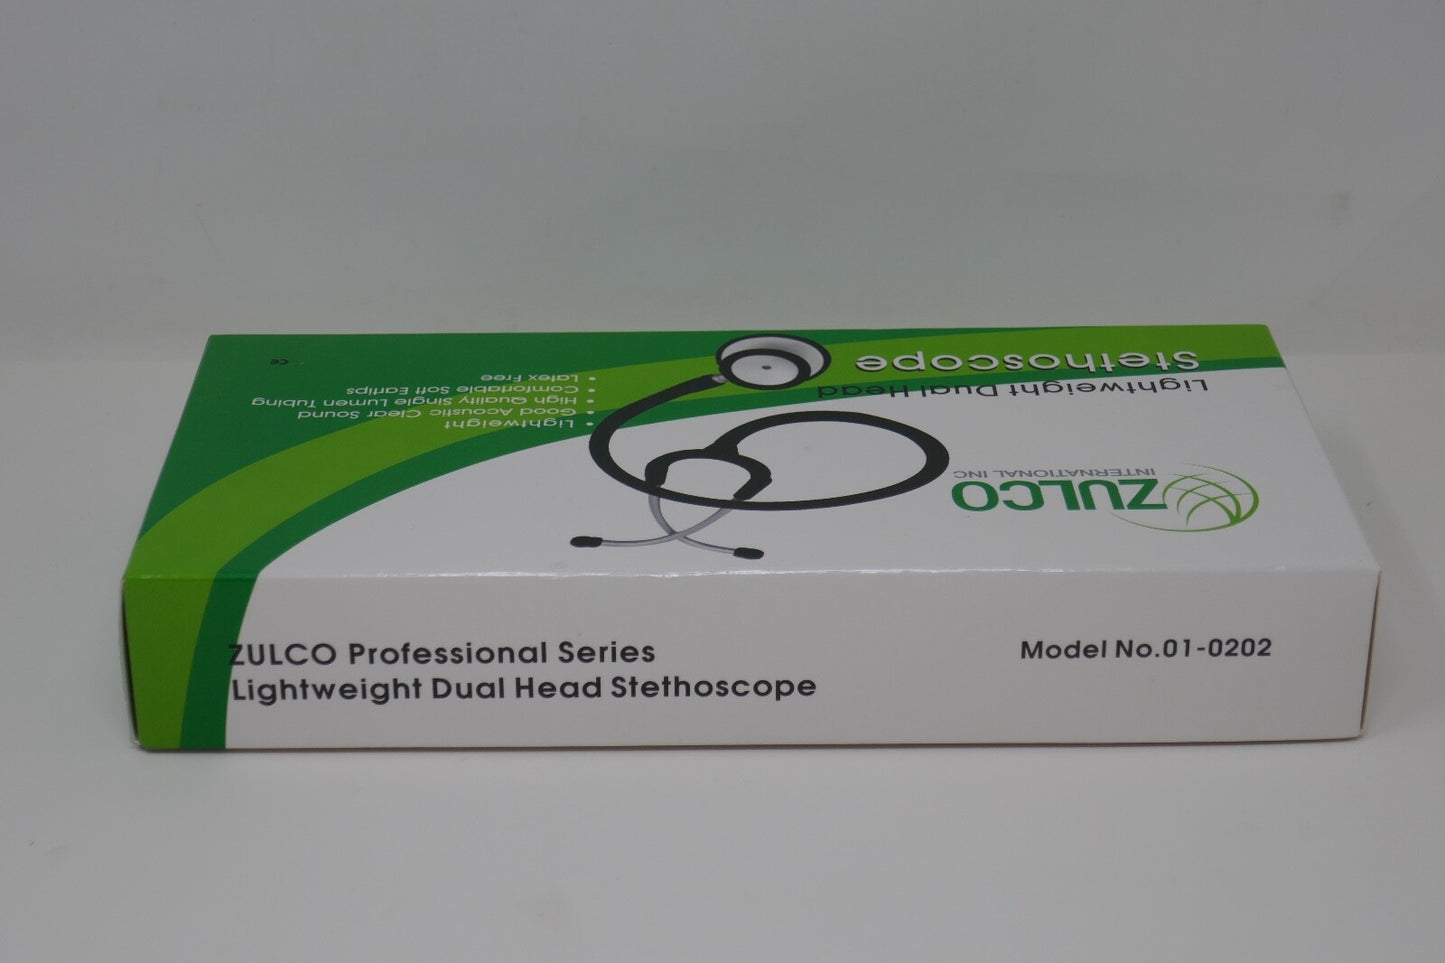 ZULCO
INTERNATIONAL INC
Lightweight Dual Head
Stethoscope
• Lightweight
• Good Acoustic Clear Sound
• High Quality Single Lumen Tubing
• Comfortable Soft Eartips
• Latex Free
CE
ZULCO Professional Series
Lightweight Dual Head Stethoscope
Model No.01-0202